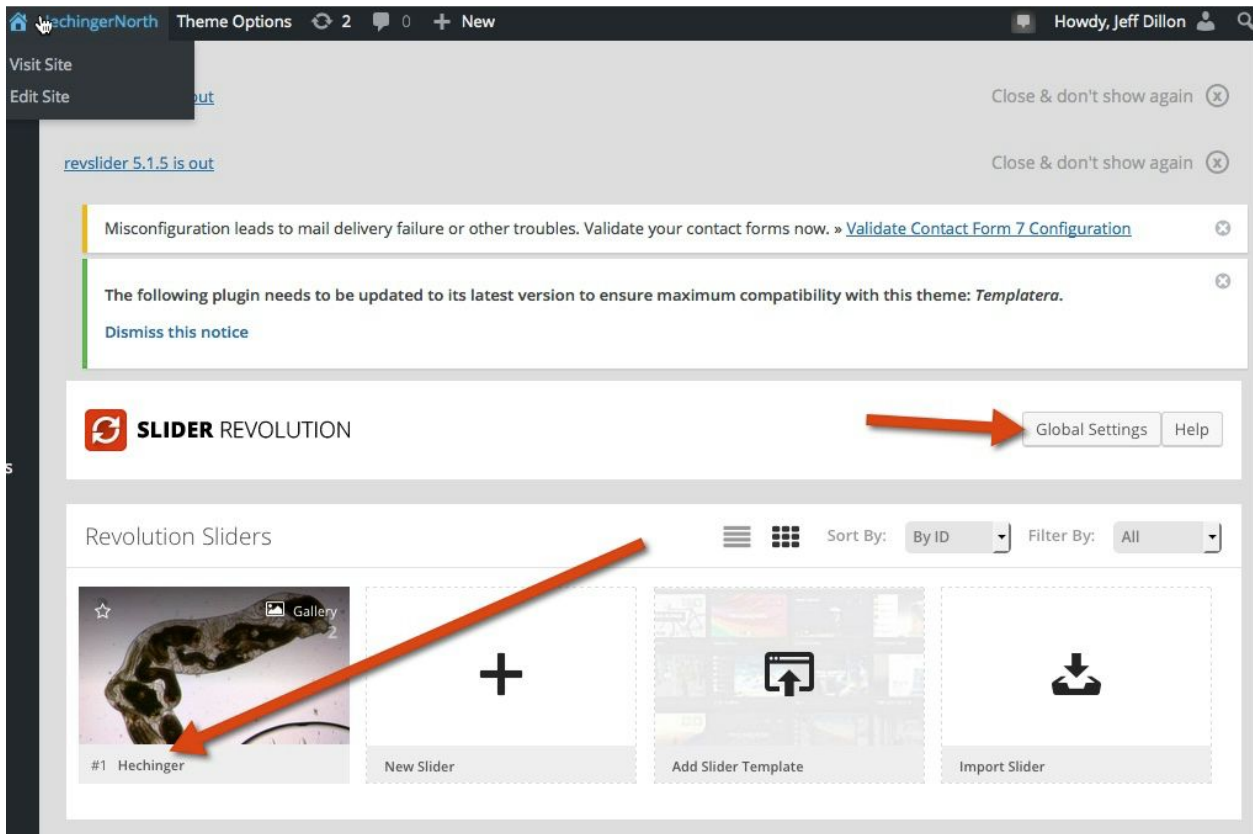 echingerNorth Theme Options 2 0 + New Howdy, Jeff Dillon
Visit Site
Edit Site
out Close & don't show again
revslider 5.1.5 is out Close & don't show again
Misconfiguration leads to mail delivery failure or other troubles. Validate your contact forms now. » Validate Contact Form 7 Configuration
The following plugin needs to be updated to its latest version to ensure maximum compatibility with this theme: Templatera.
Dismiss this notice
SLIDER REVOLUTION Global Settings Help
s
Revolution Sliders Sort By: By ID Filter By: All
Gallery
2
#1 Hechinger New Slider Add Slider Template Import Slider